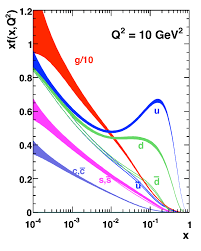 xf(x,Q²)
1.2
Q² = 10 GeV²
1
g/10
0.8
0.6
u
0.4
d
0.2
c,c̄
s,s̄
ū
d̄
0
10⁻⁴
10⁻³
10⁻²
10⁻¹
1
x